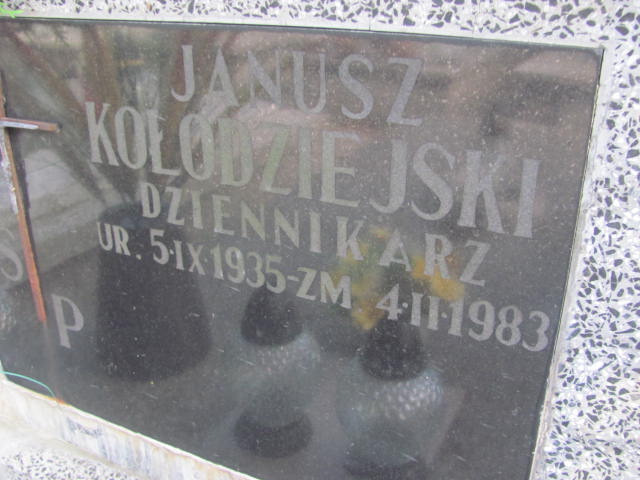 JANUSZ
KOŁODZIEJSKI
DZIENNIKARZ
UR. 5·IX·1935-ZM 4·II·1983
S P